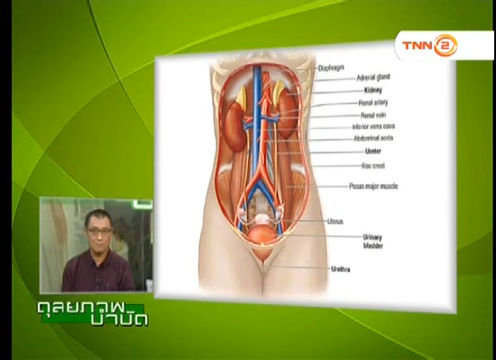 TNN 2
Diaphragm
Adrenal gland
Kidney
Renal artery
Renal vein
Inferior vena cava
Abdominal aorta
Ureter
Iliac crest
Psoas major muscle
Uterus
Urinary
bladder
Urethra
ดุลยภาพ
บำบัด